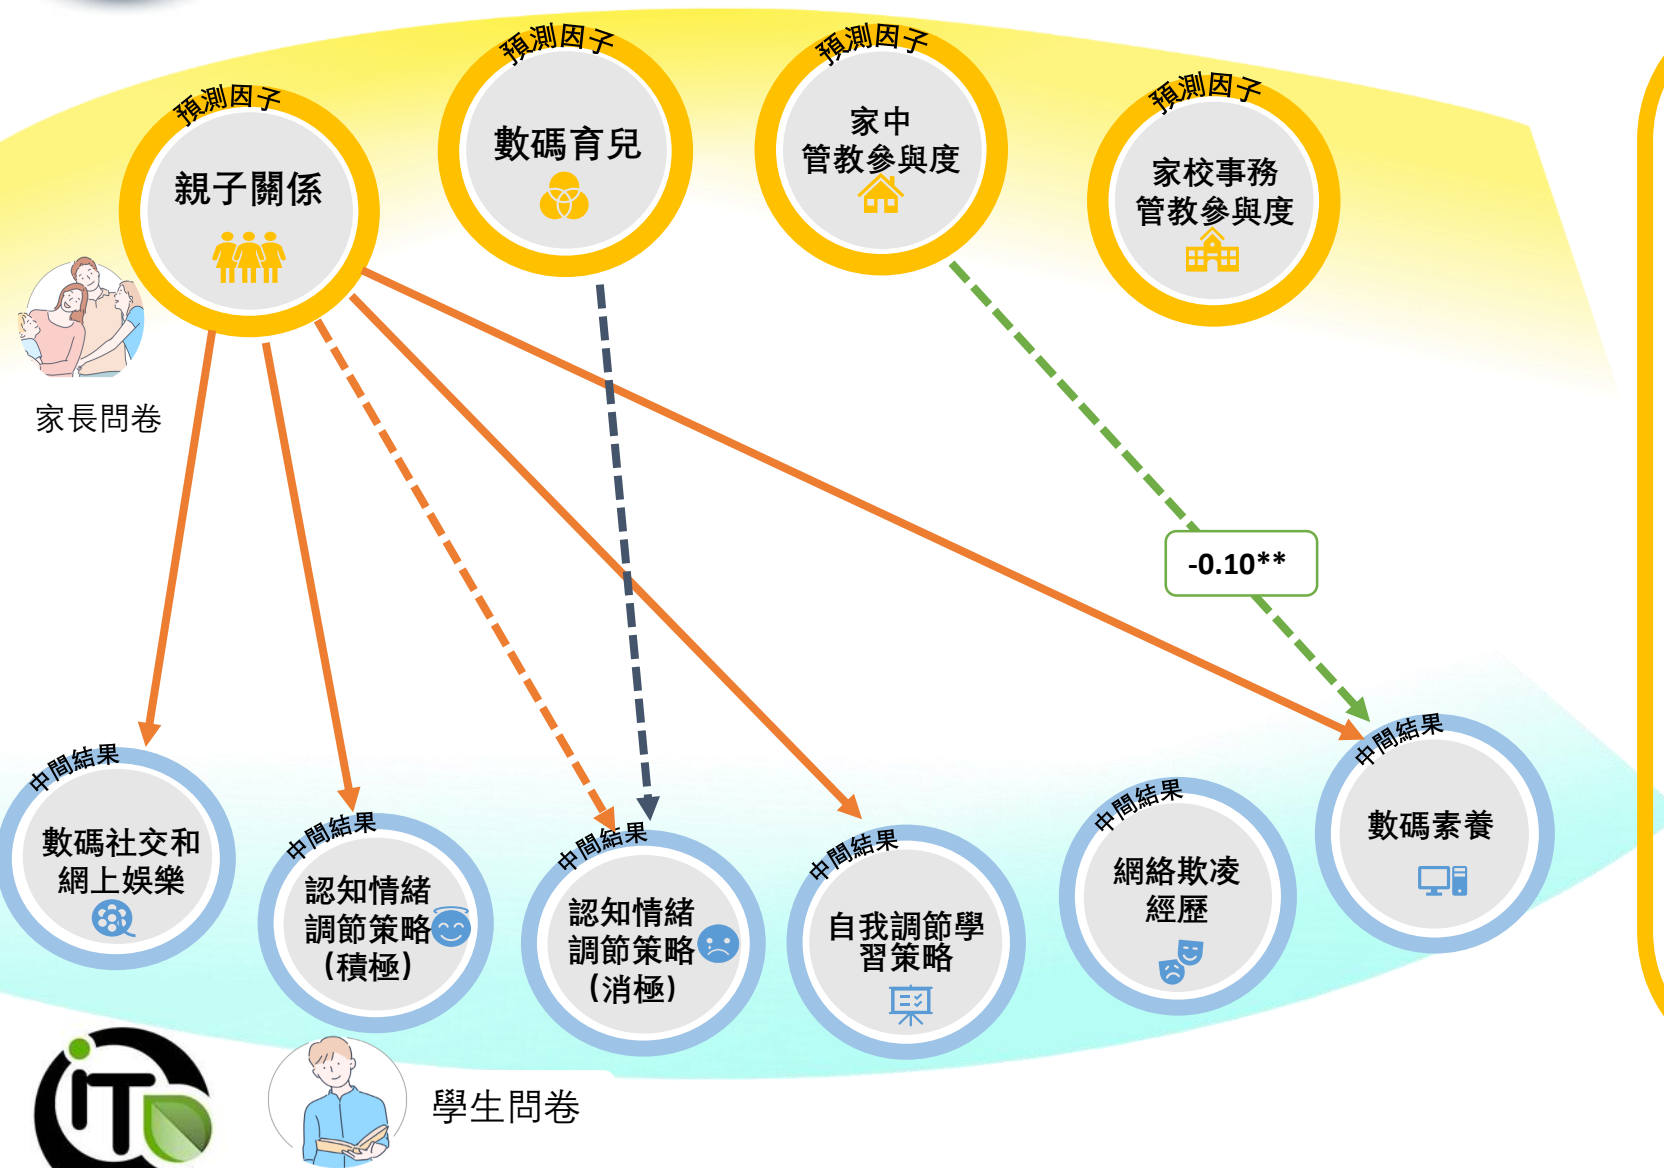 預測因子
親子關係
預測因子
數碼育兒
預測因子
家中
管教參與度
預測因子
家校事務
管教參與度
家長問卷
-0.10**
中間結果
數碼社交和
網上娛樂
中間結果
認知情緒
調節策略
(積極)
中間結果
認知情緒
調節策略
(消極)
中間結果
自我調節學
習策略
中間結果
網絡欺凌
經歷
中間結果
數碼素養
iT
學生問卷